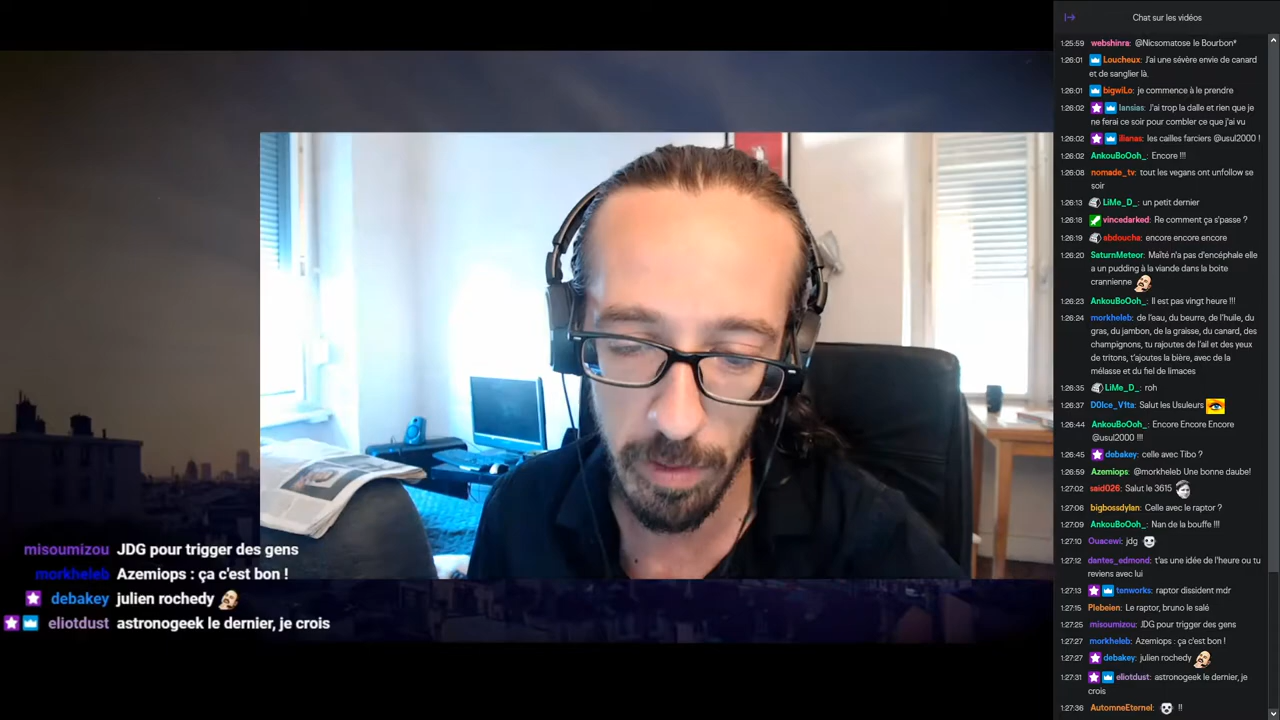 misoumizou JDG pour trigger des gens
morkheleb Azemiops : ça c'est bon !
debakey julien rochedy
eliotdust astronogeek le dernier, je crois
Chat sur les vidéos
1:25:59 webshinra: @Nicsomatose le Bourbon*
1:26:01 Loucheux: J'ai une sévère envie de canard
et de sanglier là.
1:26:01 bigwiLo: je commence à le prendre
1:26:02 lansias: J'ai trop la dalle et rien que je
ne ferai ce soir pour combler ce que j'ai vu
1:26:02 ilianas: les cailles farciers @usul2000 !
1:26:02 AnkouBoOoh_: Encore !!!
1:26:08 nomade_tv: tout les vegans ont unfollow se
soir
1:26:13 LiMe_D_: un petit dernier
1:26:18 vincedarked: Re comment ça s'passe ?
1:26:19 abdoucha: encore encore encore
1:26:20 SaturnMeteor: Maïté n'a pas d'encéphale elle
a un pudding à la viande dans la boite
crannienne
1:26:23 AnkouBoOoh_: Il est pas vingt heure !!!
1:26:24 morkheleb: de l'eau, du beurre, de l'huile, du
gras, du jambon, de la graisse, du canard, des
champignons, tu rajoutes de l'ail et des yeux
de tritons, t'ajoutes la bière, avec de la
mélasse et du fiel de limaces
1:26:35 LiMe_D_: roh
1:26:37 D0lce_V1ta: Salut les Usuleurs
1:26:44 AnkouBoOoh_: Encore Encore Encore
@usul2000 !!!
1:26:45 debakey: celle avec Tibo ?
1:26:59 Azemiops: @morkheleb Une bonne daube!
1:27:02 said026: Salut le 3615
1:27:06 bigbossdylan: Celle avec le raptor ?
1:27:09 AnkouBoOoh_: Nan de la bouffe !!!
1:27:10 Ouacewi: jdg
1:27:12 dantes_edmond: t'as une idée de l'heure ou tu
reviens avec lui
1:27:13 tenworks: raptor dissident mdr
1:27:15 Plebeien: Le raptor, bruno le salé
1:27:25 misoumizou: JDG pour trigger des gens
1:27:27 morkheleb: Azemiops : ça c'est bon !
1:27:27 debakey: julien rochedy
1:27:31 eliotdust: astronogeek le dernier, je
crois
1:27:36 AutomneEternel: !!